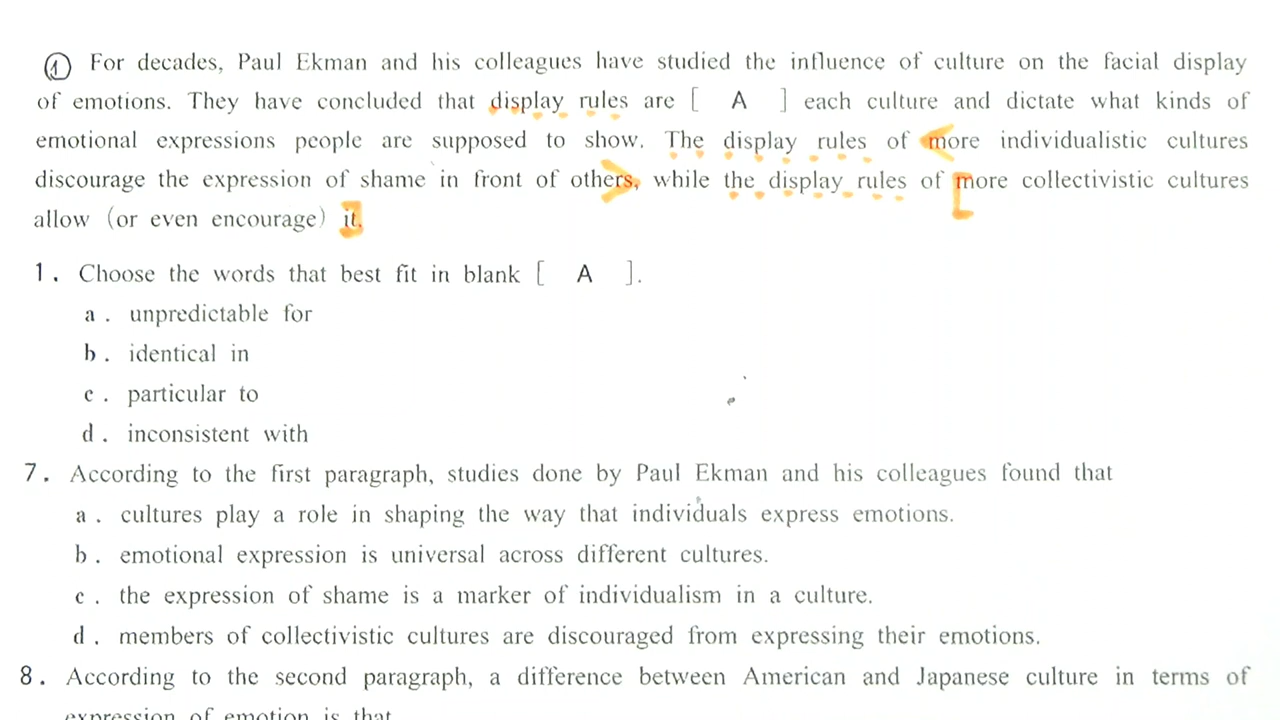 ① For decades, Paul Ekman and his colleagues have studied the influence of culture on the facial display
of emotions. They have concluded that display rules are [ A ] each culture and dictate what kinds of
emotional expressions people are supposed to show. The display rules of more individualistic cultures
discourage the expression of shame in front of others, while the display rules of more collectivistic cultures
allow (or even encourage) it.
1. Choose the words that best fit in blank [ A ].
a. unpredictable for
b. identical in
c. particular to
d. inconsistent with
7. According to the first paragraph, studies done by Paul Ekman and his colleagues found that
a. cultures play a role in shaping the way that individuals express emotions.
b. emotional expression is universal across different cultures.
c. the expression of shame is a marker of individualism in a culture.
d. members of collectivistic cultures are discouraged from expressing their emotions.
8. According to the second paragraph, a difference between American and Japanese culture in terms of
expression of emotion is that